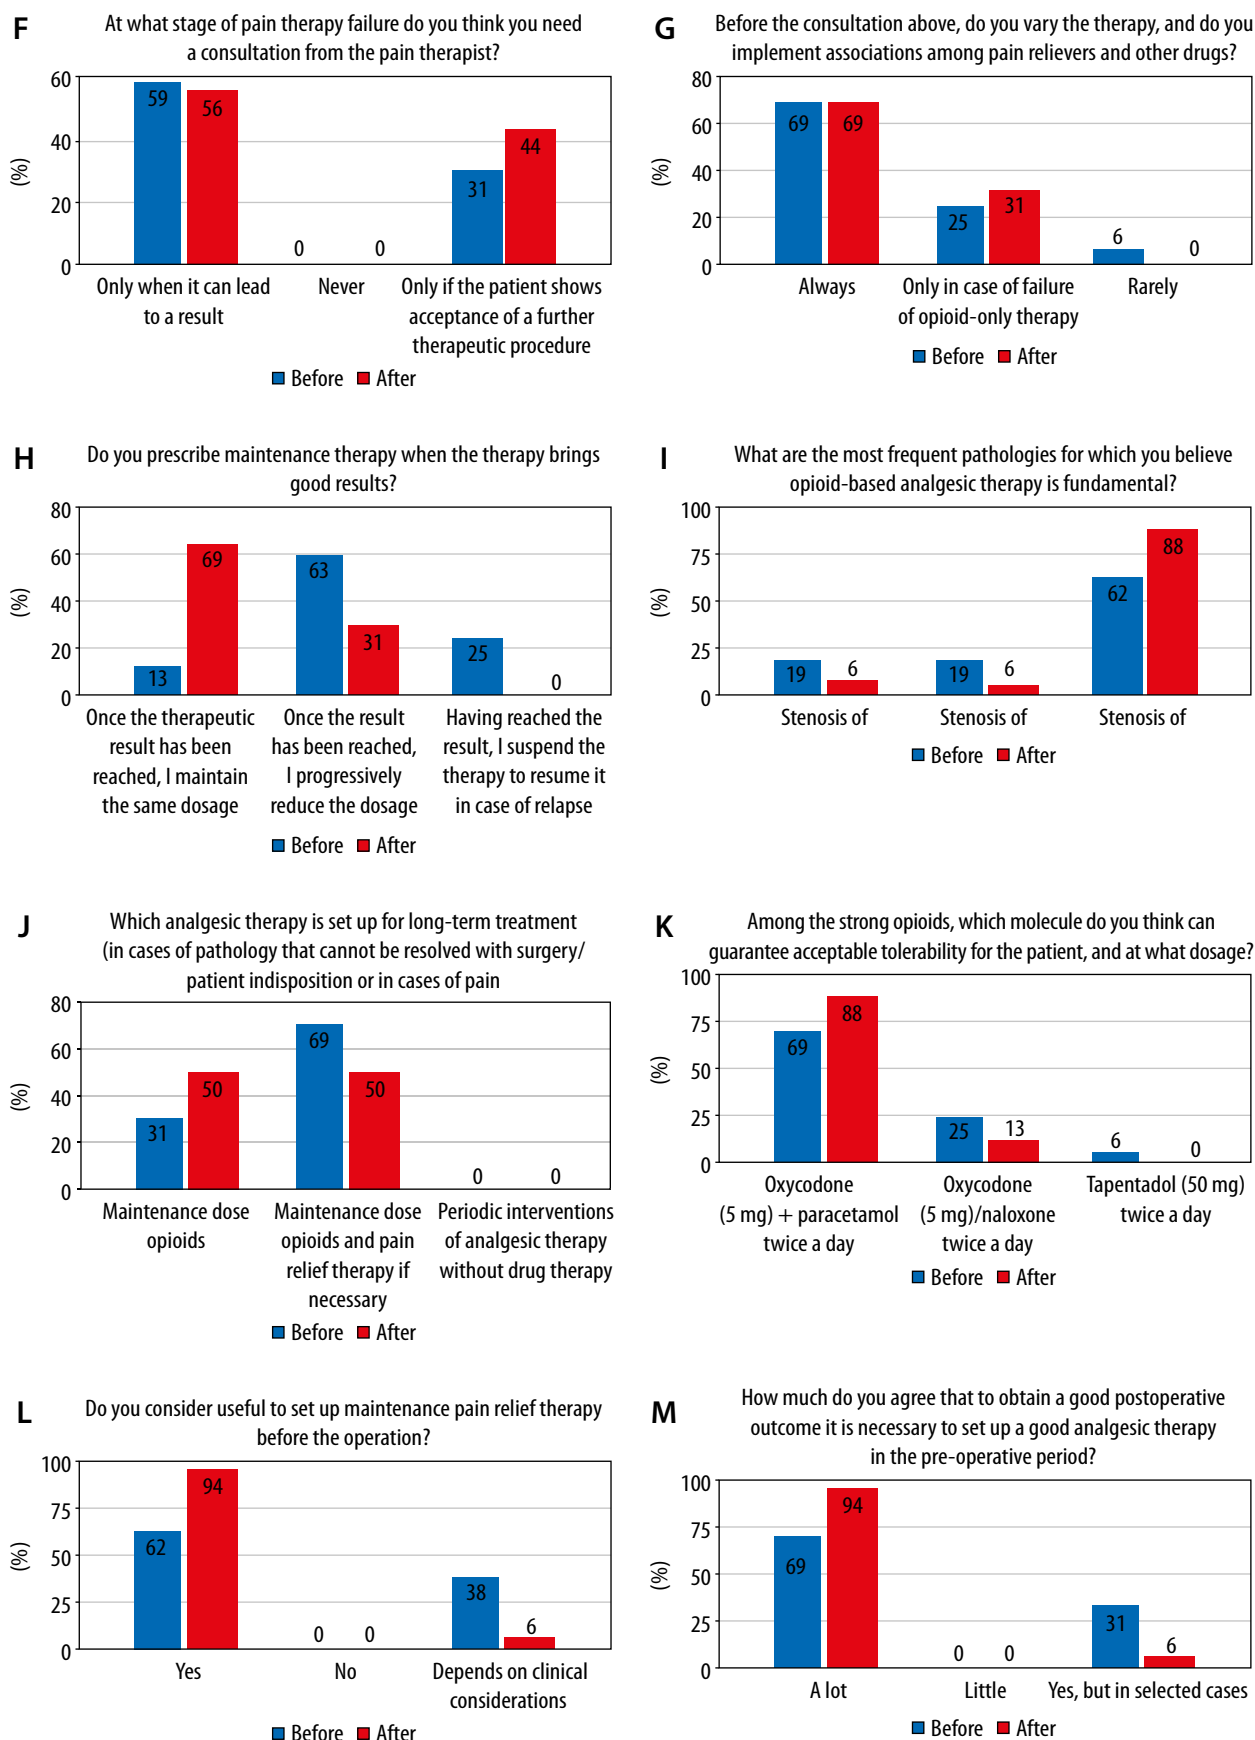 F
At what stage of pain therapy failure do you think you need
a consultation from the pain therapist?
60
40
20
0
(%)
59
56
0
0
31
44
Only when it can lead
to a result
Never
Only if the patient shows
acceptance of a further
therapeutic procedure
Before After
G
Before the consultation above, do you vary the therapy, and do you
implement associations among pain relievers and other drugs?
80
60
40
20
0
(%)
69
69
25
31
6
0
Always
Only in case of failure
of opioid-only therapy
Rarely
Before After
H
Do you prescribe maintenance therapy when the therapy brings
good results?
80
60
40
20
0
(%)
13
69
63
31
25
0
Once the therapeutic
result has been
reached, I maintain
the same dosage
Once the result
has been reached,
I progressively
reduce the dosage
Having reached the
result, I suspend the
therapy to resume it
in case of relapse
Before After
I
What are the most frequent pathologies for which you believe
opioid-based analgesic therapy is fundamental?
100
75
50
25
0
(%)
19
6
19
6
62
88
Stenosis of
Stenosis of
Stenosis of
Before After
J
Which analgesic therapy is set up for long-term treatment
(in cases of pathology that cannot be resolved with surgery/
patient indisposition or in cases of pain
80
60
40
20
0
(%)
31
50
69
50
0
0
Maintenance dose
opioids
Maintenance dose
opioids and pain
relief therapy if
necessary
Periodic interventions
of analgesic therapy
without drug therapy
Before After
K
Among the strong opioids, which molecule do you think can
guarantee acceptable tolerability for the patient, and at what dosage?
100
75
50
25
0
(%)
69
88
25
13
6
0
Oxycodone
(5 mg) + paracetamol
twice a day
Oxycodone
(5 mg)/naloxone
twice a day
Tapentadol (50 mg)
twice a day
Before After
L
Do you consider useful to set up maintenance pain relief therapy
before the operation?
100
75
50
25
0
(%)
62
94
0
0
38
6
Yes
No
Depends on clinical
considerations
Before After
M
How much do you agree that to obtain a good postoperative
outcome it is necessary to set up a good analgesic therapy
in the pre-operative period?
100
75
50
25
0
(%)
69
94
0
0
31
6
A lot
Little
Yes, but in selected cases
Before After